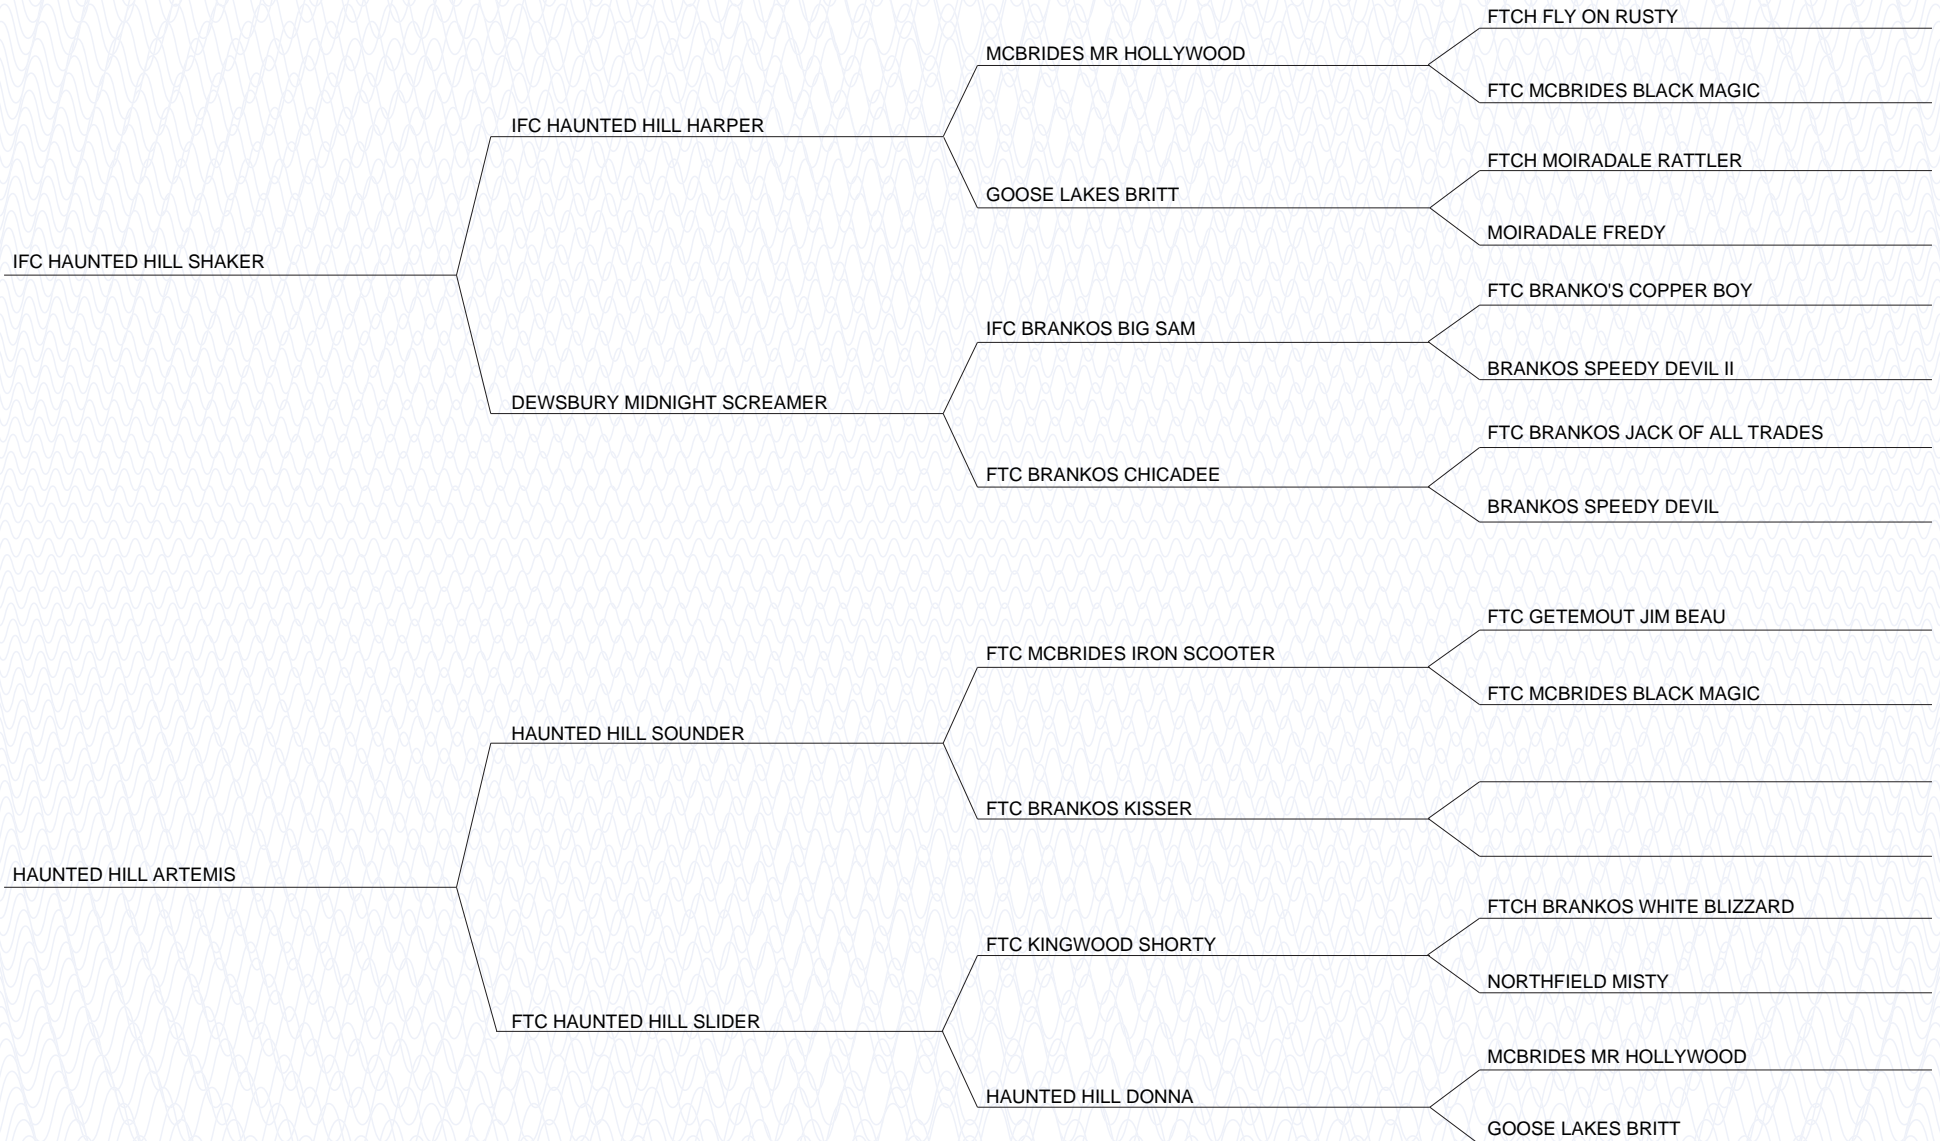 FTCH FLY ON RUSTY
MCBRIDES MR HOLLYWOOD
FTC MCBRIDES BLACK MAGIC
IFC HAUNTED HILL HARPER
FTCH MOIRADALE RATTLER
GOOSE LAKES BRITT
MOIRADALE FREDY
IFC HAUNTED HILL SHAKER
FTC BRANKO'S COPPER BOY
IFC BRANKOS BIG SAM
BRANKOS SPEEDY DEVIL II
DEWSBURY MIDNIGHT SCREAMER
FTC BRANKOS JACK OF ALL TRADES
FTC BRANKOS CHICADEE
BRANKOS SPEEDY DEVIL
FTC GETEMOUT JIM BEAU
FTC MCBRIDES IRON SCOOTER
FTC MCBRIDES BLACK MAGIC
HAUNTED HILL SOUNDER
FTC BRANKOS KISSER
HAUNTED HILL ARTEMIS
FTCH BRANKOS WHITE BLIZZARD
FTC KINGWOOD SHORTY
NORTHFIELD MISTY
FTC HAUNTED HILL SLIDER
MCBRIDES MR HOLLYWOOD
HAUNTED HILL DONNA
GOOSE LAKES BRITT